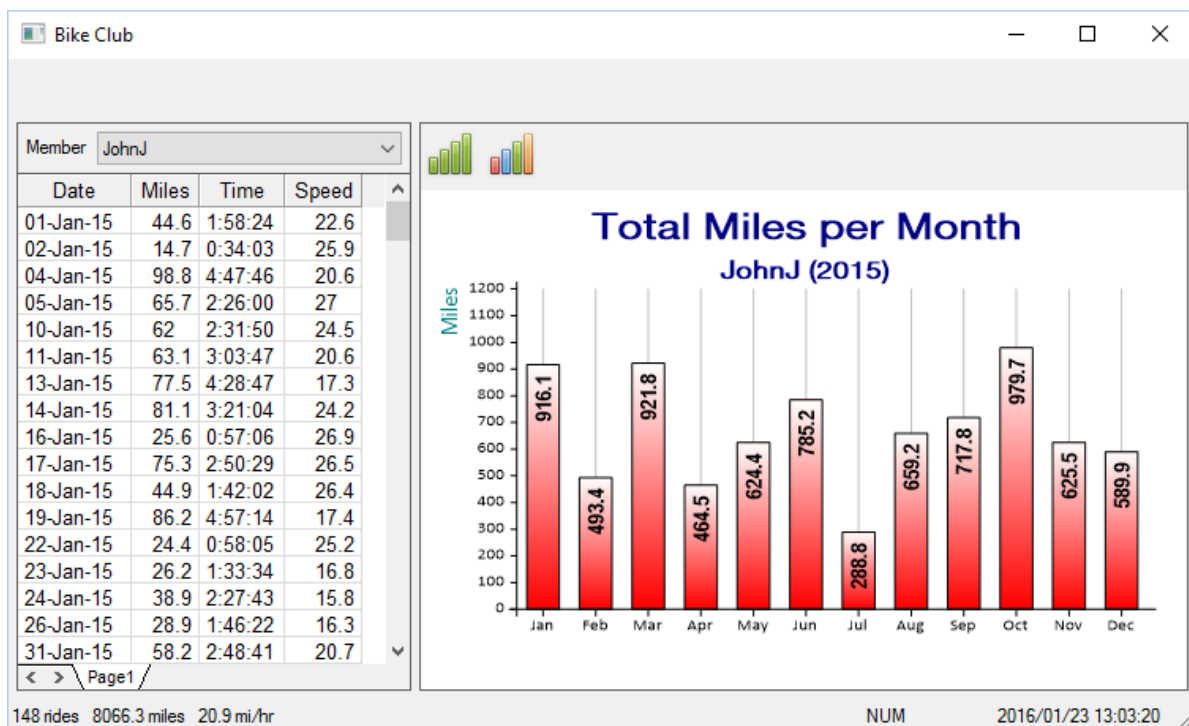 Bike Club
Member JohnJ
Date Miles Time Speed
01-Jan-15 44.6 1:58:24 22.6
02-Jan-15 14.7 0:34:03 25.9
04-Jan-15 98.8 4:47:46 20.6
05-Jan-15 65.7 2:26:00 27
10-Jan-15 62 2:31:50 24.5
11-Jan-15 63.1 3:03:47 20.6
13-Jan-15 77.5 4:28:47 17.3
14-Jan-15 81.1 3:21:04 24.2
16-Jan-15 25.6 0:57:06 26.9
17-Jan-15 75.3 2:50:29 26.5
18-Jan-15 44.9 1:42:02 26.4
19-Jan-15 86.2 4:57:14 17.4
22-Jan-15 24.4 0:58:05 25.2
23-Jan-15 26.2 1:33:34 16.8
24-Jan-15 38.9 2:27:43 15.8
26-Jan-15 28.9 1:46:22 16.3
31-Jan-15 58.2 2:48:41 20.7
Page1
Total Miles per Month
JohnJ (2015)
Miles
1200
1100
1000
900
800
700
600
500
400
300
200
100
0
916.1
493.4
921.8
464.5
624.4
785.2
288.8
659.2
717.8
979.7
625.5
589.9
Jan Feb Mar Apr May Jun Jul Aug Sep Oct Nov Dec
148 rides 8066.3 miles 20.9 mi/hr NUM 2016/01/23 13:03:20